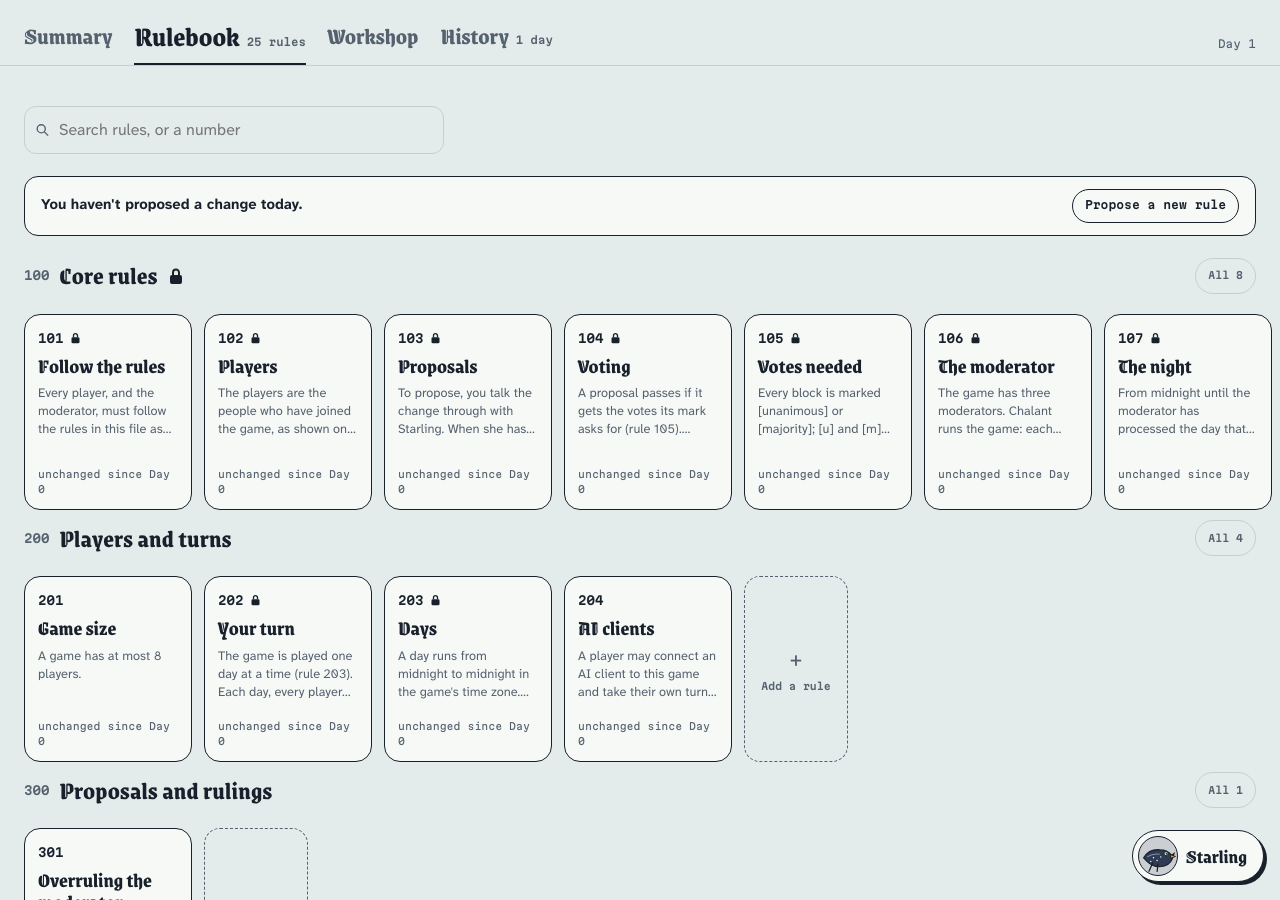 Summary
Rulebook 25 rules
Workshop
History 1 day
Day 1
Search rules, or a number
You haven't proposed a change today.
Propose a new rule
100 Core rules
All 8
101
Follow the rules
Every player, and the
moderator, must follow
the rules in this file as...
unchanged since Day
0
102
Players
The players are the
people who have joined
the game, as shown on...
unchanged since Day
0
103
Proposals
To propose, you talk the
change through with
Starling. When she has...
unchanged since Day
0
104
Voting
A proposal passes if it
gets the votes its mark
asks for (rule 105)....
unchanged since Day
0
105
Votes needed
Every block is marked
[unanimous] or
[majority]; [u] and [m]...
unchanged since Day
0
106
The moderator
The game has three
moderators. Chalant
runs the game: each...
unchanged since Day
0
107
The night
From midnight until the
moderator has
processed the day that...
unchanged since Day
0
200 Players and turns
All 4
201
Game size
A game has at most 8
players.
unchanged since Day
0
202
Your turn
The game is played one
day at a time (rule 203).
Each day, every player...
unchanged since Day
0
203
Days
A day runs from
midnight to midnight in
the game's time zone....
unchanged since Day
0
204
AI clients
A player may connect an
AI client to this game
and take their own turn...
unchanged since Day
0
+
Add a rule
300 Proposals and rulings
All 1
301
Overruling the
moderator
Starling